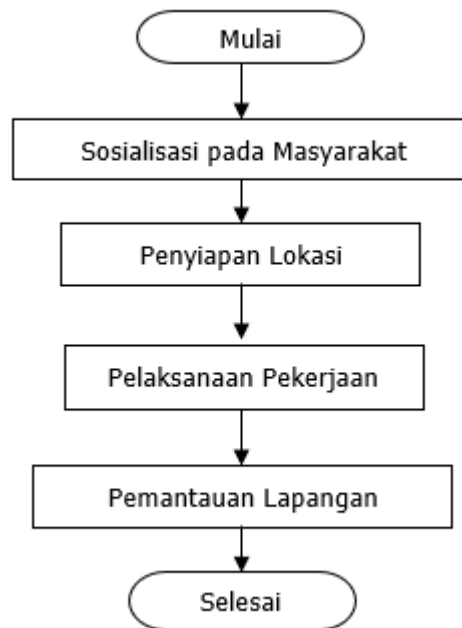 Mulai
Sosialisasi pada Masyarakat
Penyiapan Lokasi
Pelaksanaan Pekerjaan
Pemantauan Lapangan
Selesai